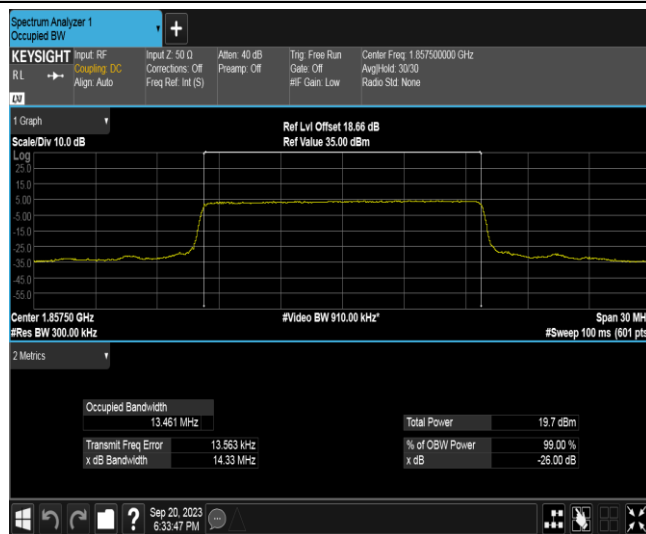 Spectrum Analyzer 1
Occupied BW
+
KEYSIGHT
RL
LXI
Input: RF
Coupling: DC
Align: Auto
Input Z: 50 Ω
Corrections: Off
Freq Ref: Int (S)
Atten: 40 dB
Preamp: Off
Trig: Free Run
Gate: Off
#IF Gain: Low
Center Freq: 1.857500000 GHz
Avg|Hold: 30/30
Radio Std: None
1 Graph
Scale/Div 10.0 dB
Ref Lvl Offset 18.66 dB
Ref Value 35.00 dBm
Log
25.0
15.0
5.00
-5.00
-15.0
-25.0
-35.0
-45.0
-55.0
Center 1.85750 GHz
#Res BW 300.00 kHz
#Video BW 910.00 kHz*
Span 30 MH
#Sweep 100 ms (601 pts
2 Metrics
Occupied Bandwidth
13.461 MHz
Transmit Freq Error 13.563 kHz
x dB Bandwidth 14.33 MHz
Total Power 19.7 dBm
% of OBW Power 99.00 %
x dB -26.00 dB
?
Sep 20, 2023
6:33:47 PM